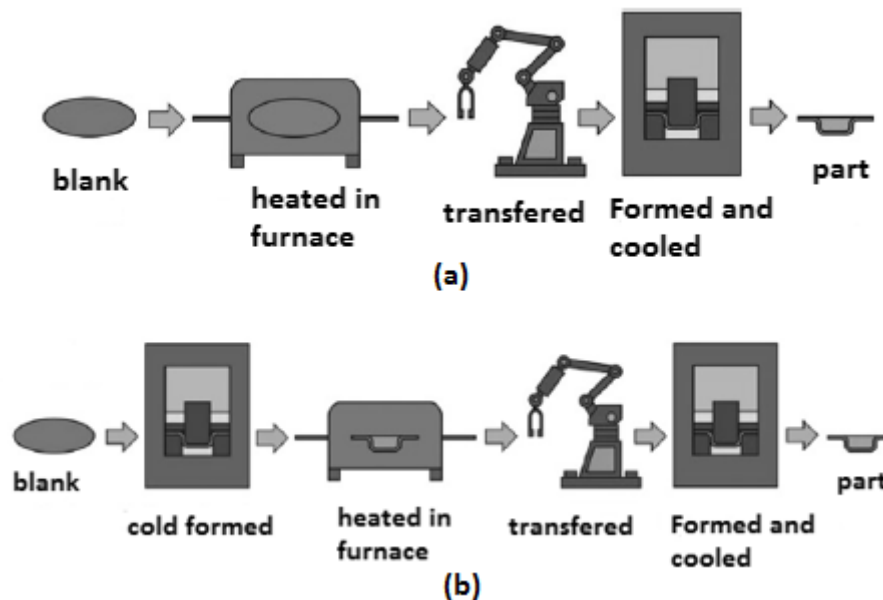 blank
heated in
furnace
transfered
Formed and
cooled
part
(a)
blank
cold formed
heated in
furnace
transfered
Formed and
cooled
part
(b)